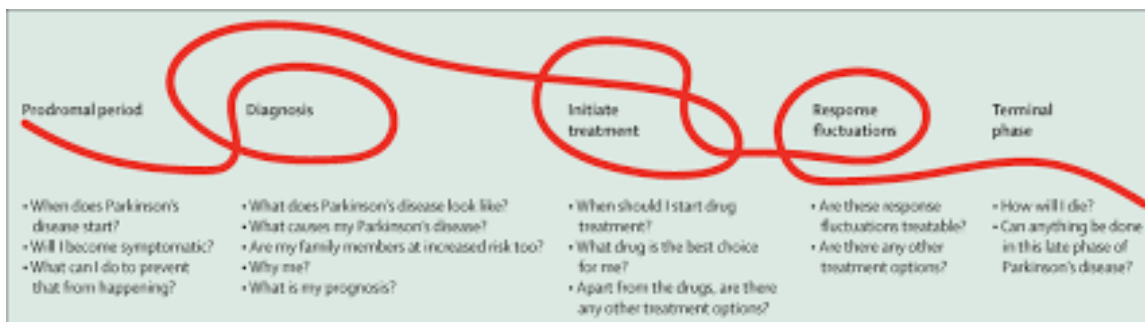 Prodromal period
Diagnosis
Initiate
treatment
Response
fluctuations
Terminal
phase
• When does Parkinson's
disease start?
• Will I become symptomatic?
• What can I do to prevent
that from happening?
• What does Parkinson's disease look like?
• What causes my Parkinson's disease?
• Are my family members at increased risk too?
• Why me?
• What is my prognosis?
• When should I start drug
treatment?
• What drug is the best choice
for me?
• Apart from the drugs, are there
any other treatment options?
• Are these response
fluctuations treatable?
• Are there any other
treatment options?
• How will I die?
• Can anything be done
in this late phase of
Parkinson's disease?